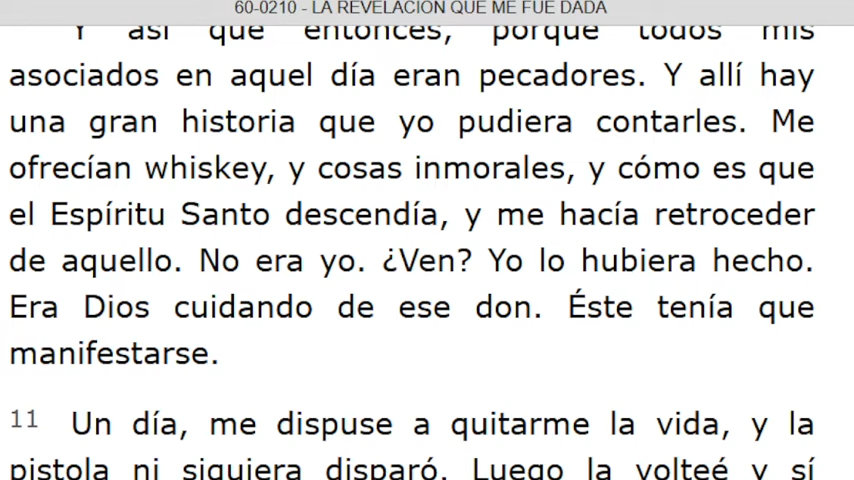 60-0210 - LA REVELACION QUE ME FUE DADA
Y así que entonces, porque todos mis
asociados en aquel día eran pecadores. Y allí hay
una gran historia que yo pudiera contarles. Me
ofrecían whiskey, y cosas inmorales, y cómo es que
el Espíritu Santo descendía, y me hacía retroceder
de aquello. No era yo. ¿Ven? Yo lo hubiera hecho.
Era Dios cuidando de ese don. Éste tenía que
manifestarse.
11 Un día, me dispuse a quitarme la vida, y la
pistola ni siquiera disparó. Luego la volteé y sí